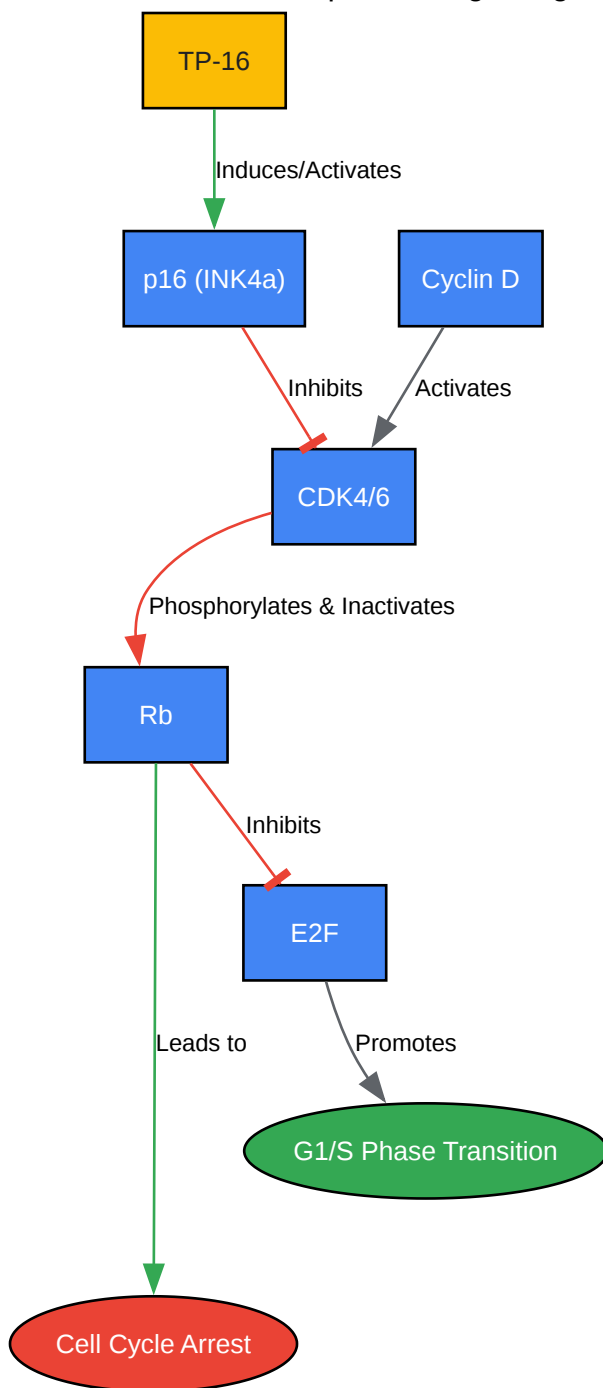 TP-16
Induces/Activates
p16 (INK4a)
Cyclin D
Inhibits
Activates
CDK4/6
Phosphorylates & Inactivates
Rb
Inhibits
E2F
Leads to
Promotes
G1/S Phase Transition
Cell Cycle Arrest